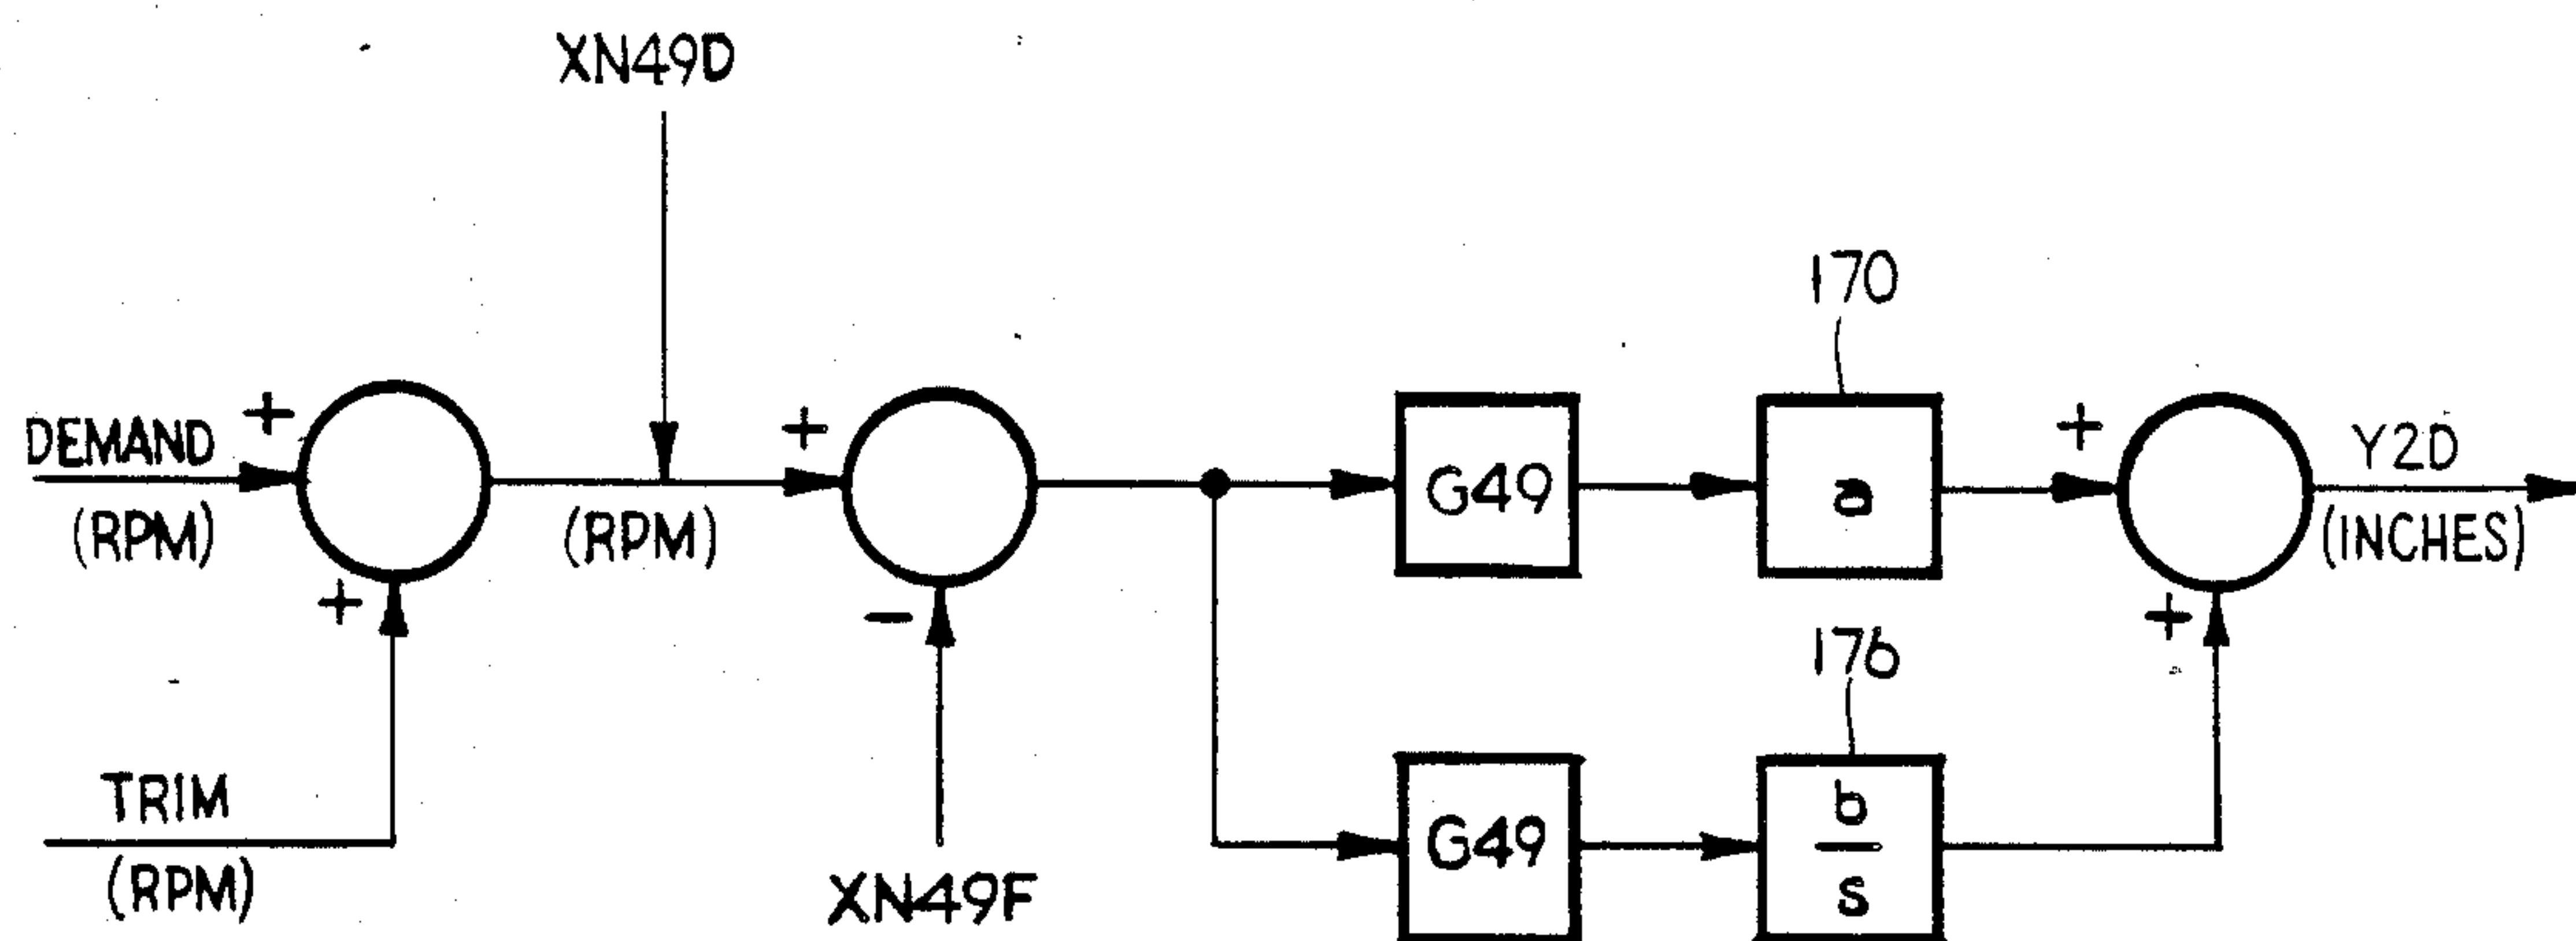 XN49D
170
DEMAND
(RPM)
+
+
(RPM)
+
-
G49
a
+
Y2D
(INCHES)
+
176
TRIM
(RPM)
XN49F
G49
b
s